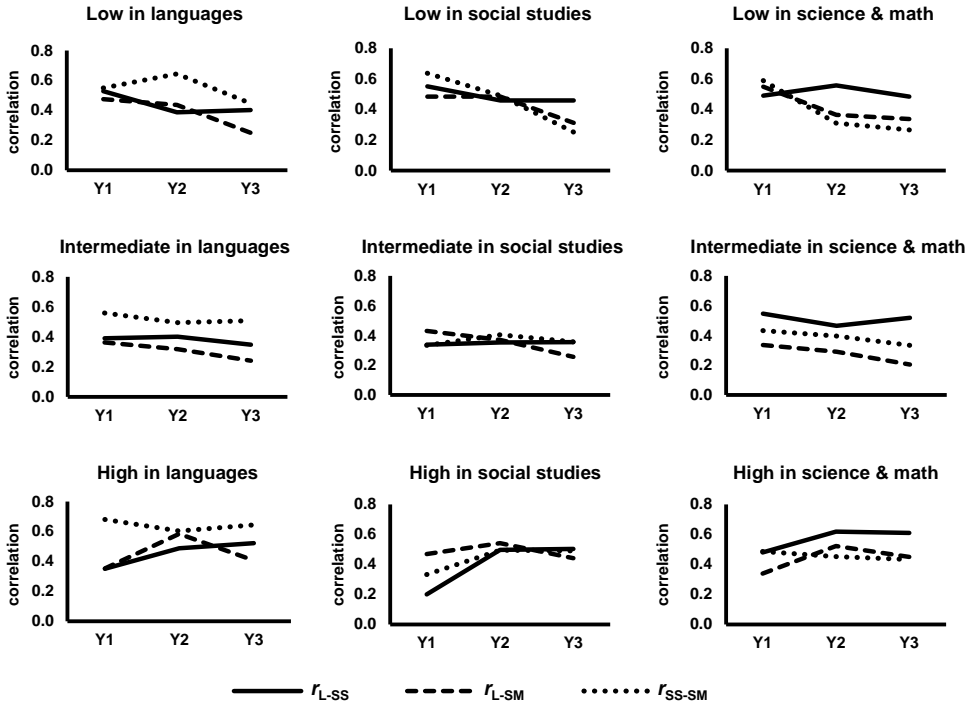 Low in languages
Low in social studies
Low in science & math
correlation
0.8
0.6
0.4
0.2
0.0
Y1 Y2 Y3
correlation
0.8
0.6
0.4
0.2
0.0
Y1 Y2 Y3
correlation
0.8
0.6
0.4
0.2
0.0
Y1 Y2 Y3
Intermediate in languages
Intermediate in social studies
Intermediate in science & math
correlation
0.8
0.6
0.4
0.2
0.0
Y1 Y2 Y3
correlation
0.8
0.6
0.4
0.2
0.0
Y1 Y2 Y3
correlation
0.8
0.6
0.4
0.2
0.0
Y1 Y2 Y3
High in languages
High in social studies
High in science & math
correlation
0.8
0.6
0.4
0.2
0.0
Y1 Y2 Y3
correlation
0.8
0.6
0.4
0.2
0.0
Y1 Y2 Y3
correlation
0.8
0.6
0.4
0.2
0.0
Y1 Y2 Y3
rL-SS rL-SM rSS-SM